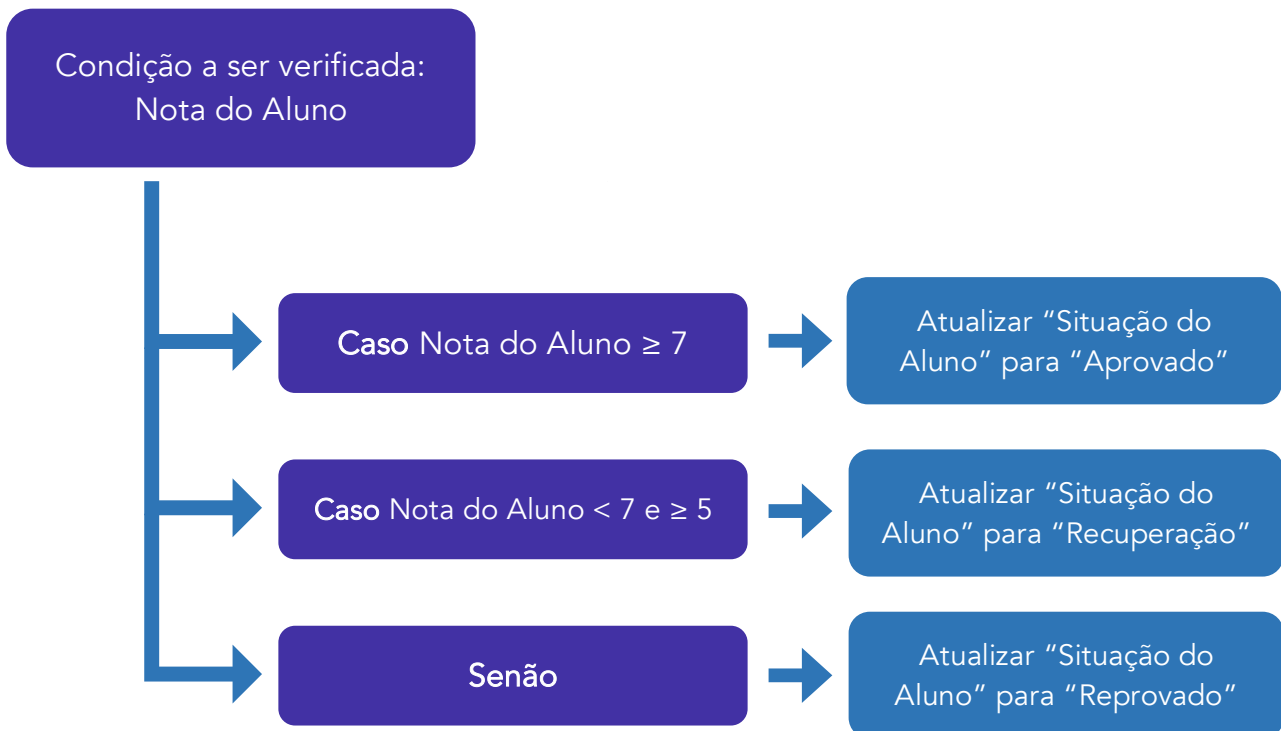 Condição a ser verificada:
Nota do Aluno
Caso Nota do Aluno ≥ 7
Atualizar “Situação do
Aluno” para “Aprovado”
Caso Nota do Aluno < 7 e ≥ 5
Atualizar “Situação do
Aluno” para “Recuperação”
Senão
Atualizar “Situação do
Aluno” para “Reprovado”